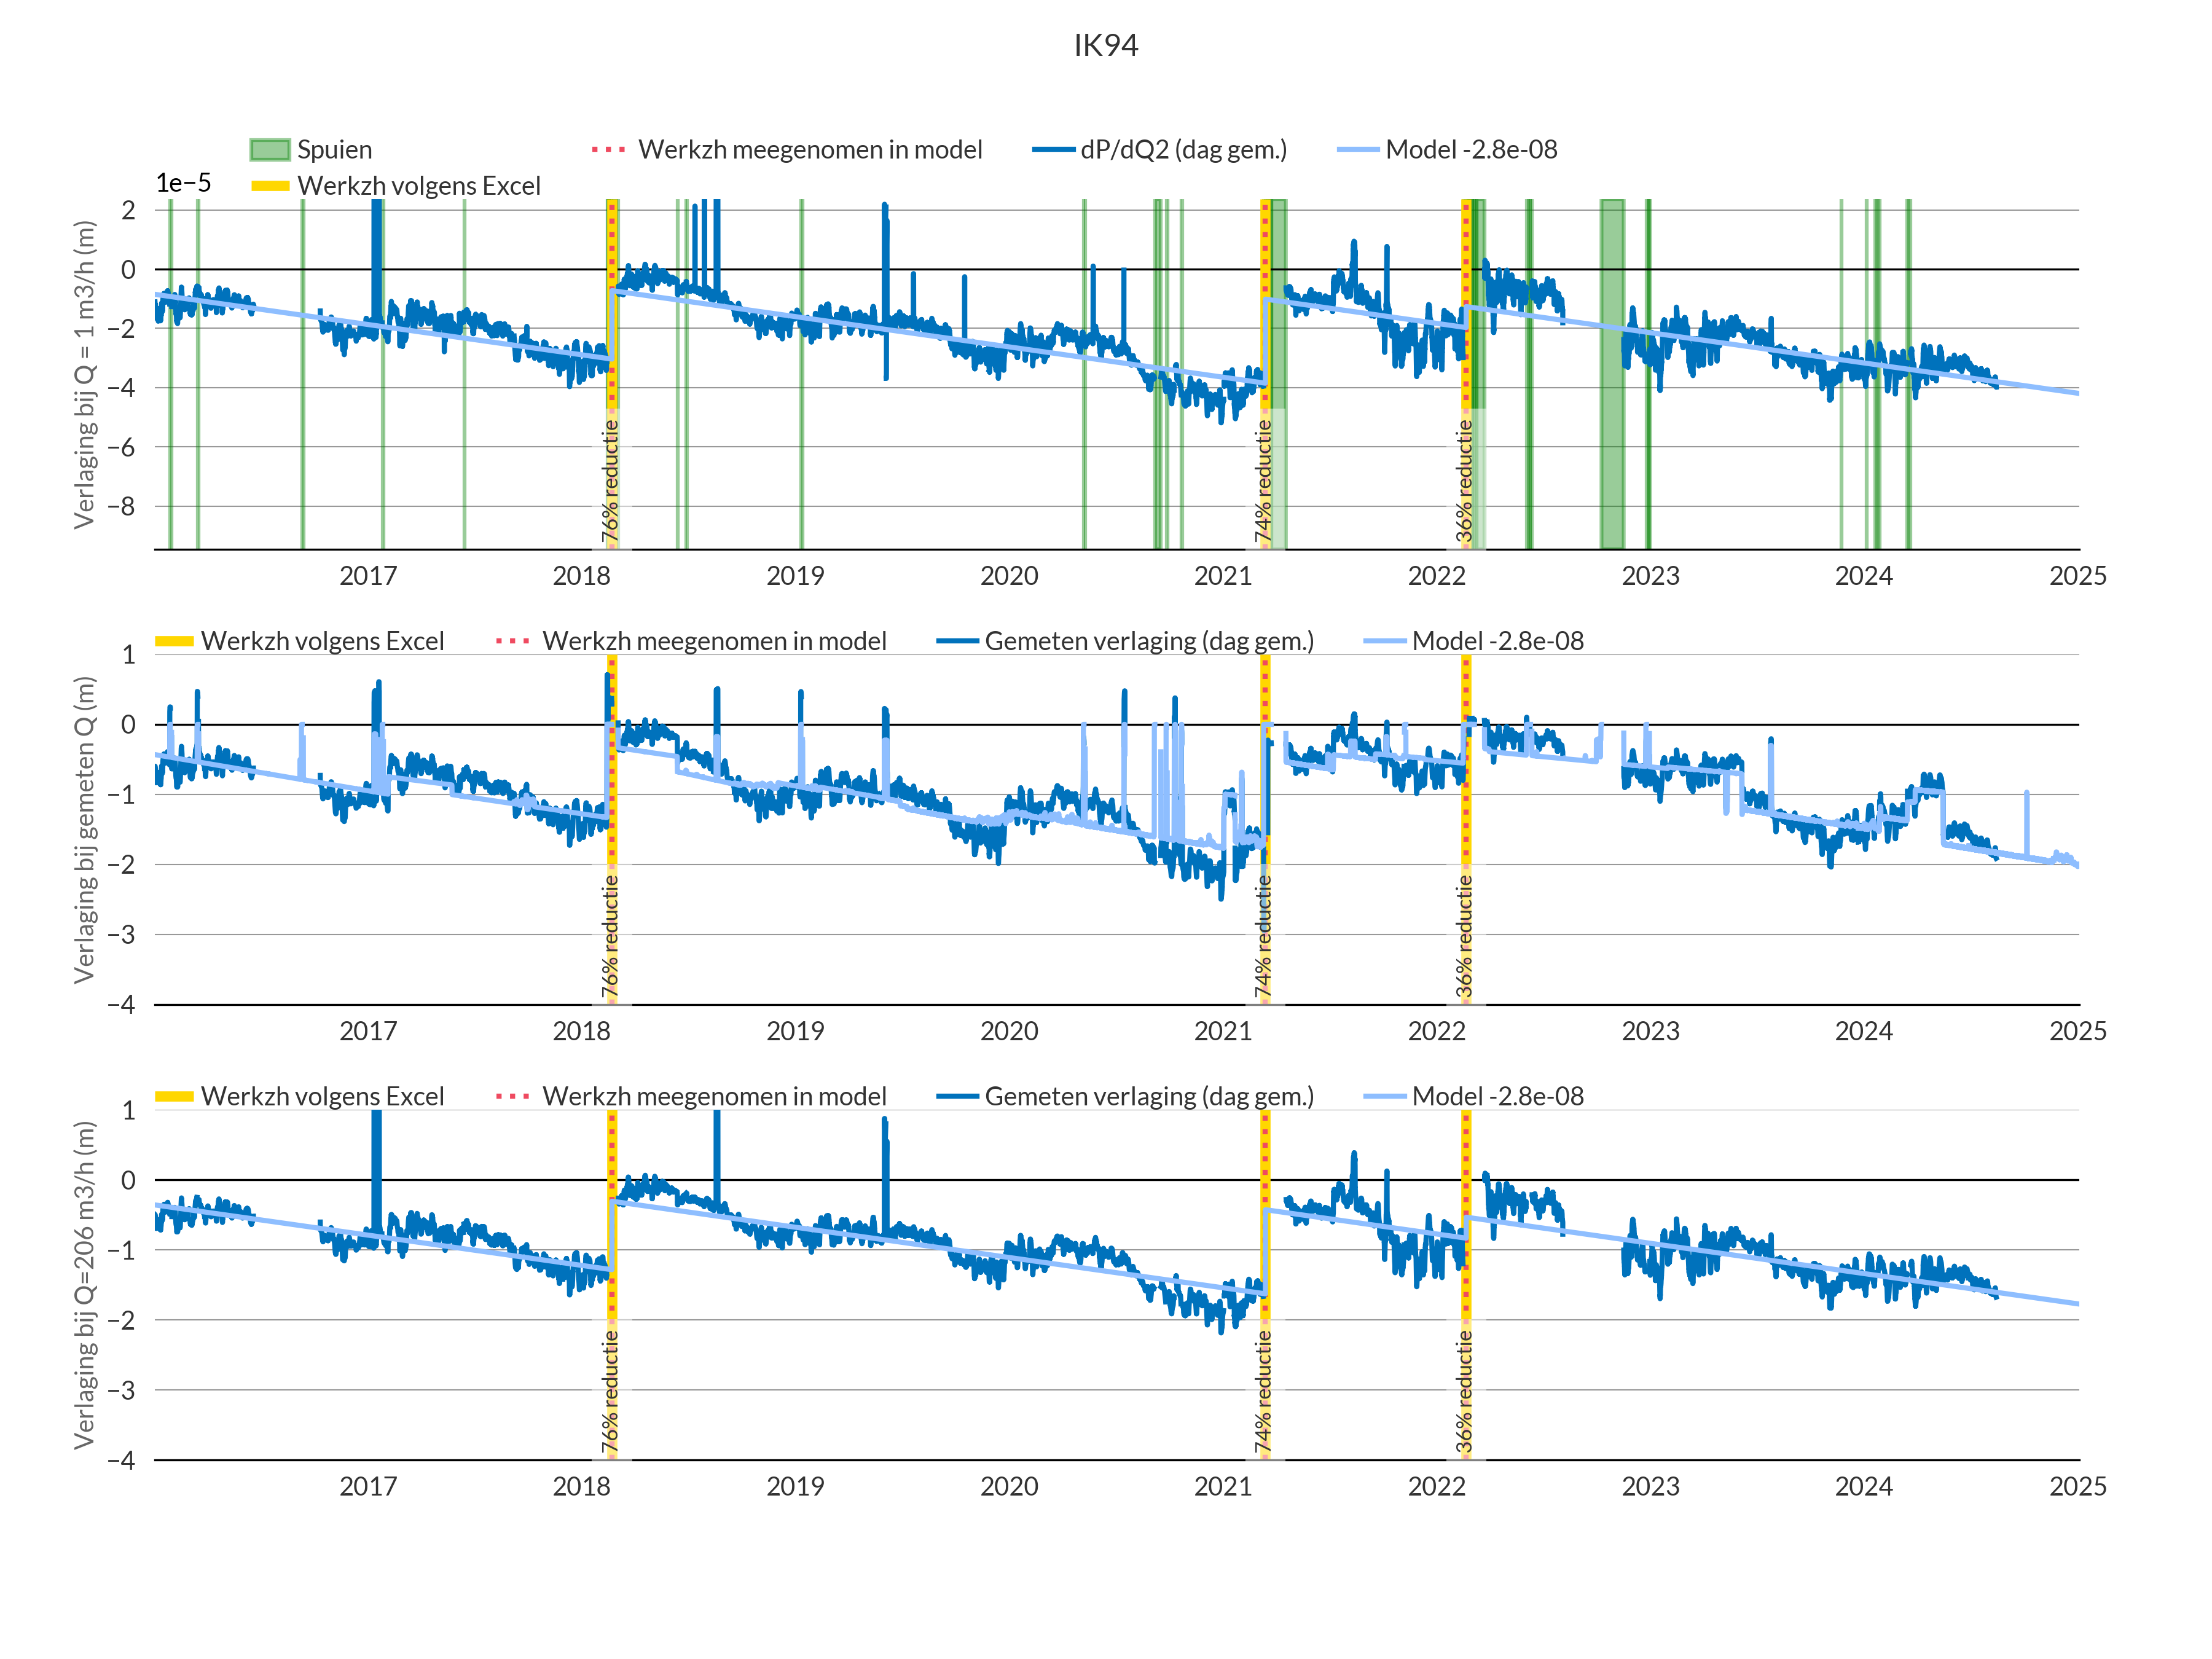 IK94
Spuien Werkzh meegenomen in model dP/dQ2 (dag gem.) Model -2.8e-08
Werkzh volgens Excel
1e−5
Verlaging bij Q = 1 m3/h (m)
2
0
−2
−4
−6
−8
76% reductie 74% reductie 36% reductie
2017 2018 2019 2020 2021 2022 2023 2024 2025
Werkzh volgens Excel Werkzh meegenomen in model Gemeten verlaging (dag gem.) Model -2.8e-08
Verlaging bij gemeten Q (m)
1
0
−1
−2
−3
−4
76% reductie 74% reductie 36% reductie
2017 2018 2019 2020 2021 2022 2023 2024 2025
Werkzh volgens Excel Werkzh meegenomen in model Gemeten verlaging (dag gem.) Model -2.8e-08
Verlaging bij Q=206 m3/h (m)
1
0
−1
−2
−3
−4
76% reductie 74% reductie 36% reductie
2017 2018 2019 2020 2021 2022 2023 2024 2025